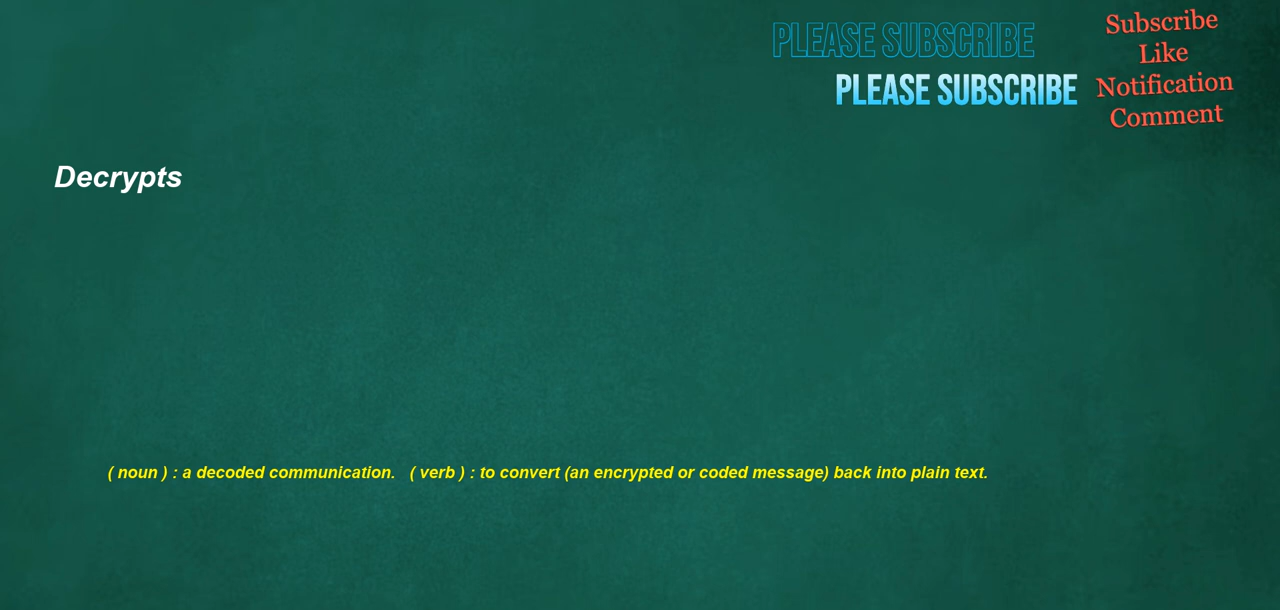 PLEASE SUBSCRIBE
PLEASE SUBSCRIBE
Subscribe
Like
Notification
Comment
Decrypts
( noun ) : a decoded communication.   ( verb ) : to convert (an encrypted or coded message) back into plain text.